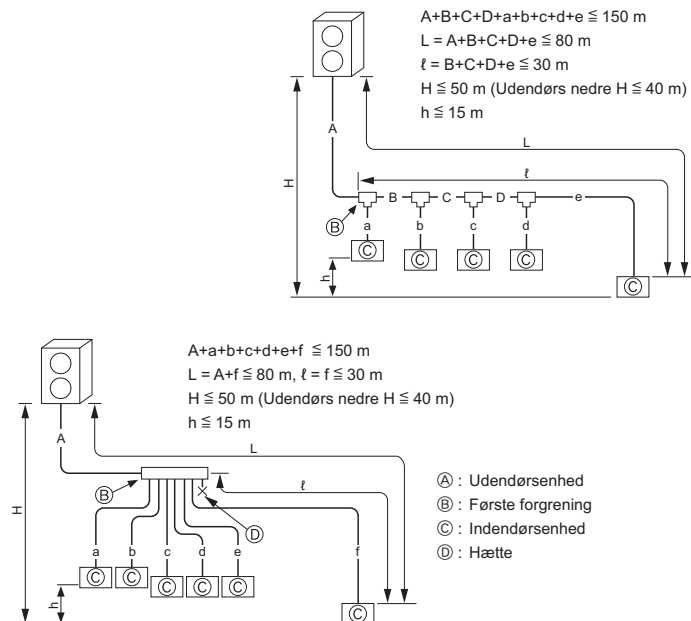 A+B+C+D+a+b+c+d+e ≦ 150 m
L = A+B+C+D+e ≦ 80 m
ℓ = B+C+D+e ≦ 30 m
H ≦ 50 m (Udendørs nedre H ≦ 40 m)
h ≦ 15 m
A
L
H
ℓ
B C D e
Ⓑ a b c d
Ⓒ Ⓒ Ⓒ Ⓒ
h
Ⓒ
A+a+b+c+d+e+f ≦ 150 m
L = A+f ≦ 80 m, ℓ = f ≦ 30 m
H ≦ 50 m (Udendørs nedre H ≦ 40 m)
h ≦ 15 m
A
L
H
Ⓑ
ℓ
Ⓓ
a b c d e f
Ⓒ Ⓒ Ⓒ Ⓒ Ⓒ
h
Ⓒ
Ⓐ : Udendørsenhed
Ⓑ : Første forgrening
Ⓒ : Indendørsenhed
Ⓓ : Hætte